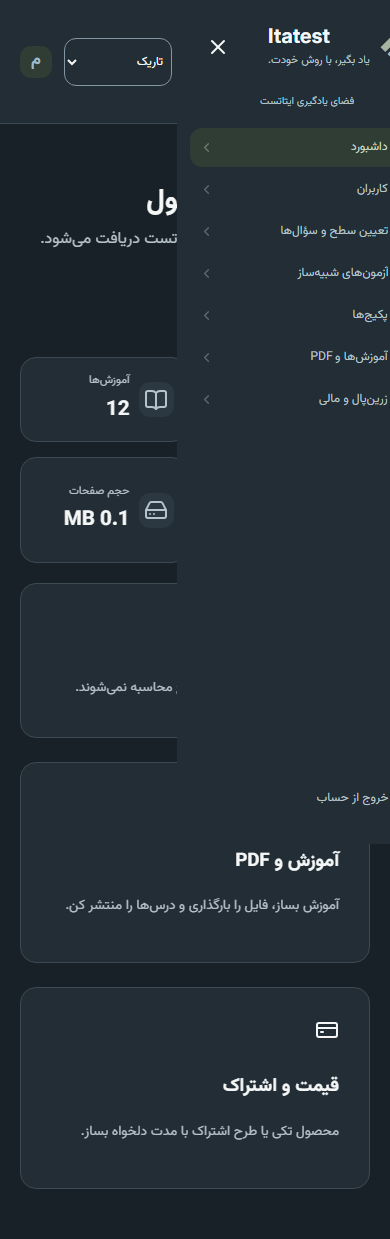 Itatest
یاد بگیر، با روش خودت.
تاریک
م
فضای یادگیری ایتاتست
داشبورد
کاربران
تعیین سطح و سؤال‌ها
آزمون‌های شبیه‌ساز
پکیج‌ها
آموزش‌ها و PDF
زرین‌پال و مالی
خروج از حساب
ول
تست دریافت می‌شود.
آموزش‌ها
12
حجم صفحات
0.1 MB
محاسبه نمی‌شوند.
آموزش و PDF
آموزش بساز، فایل را بارگذاری و درس‌ها را منتشر کن.
قیمت و اشتراک
محصول تکی یا طرح اشتراک با مدت دلخواه بساز.